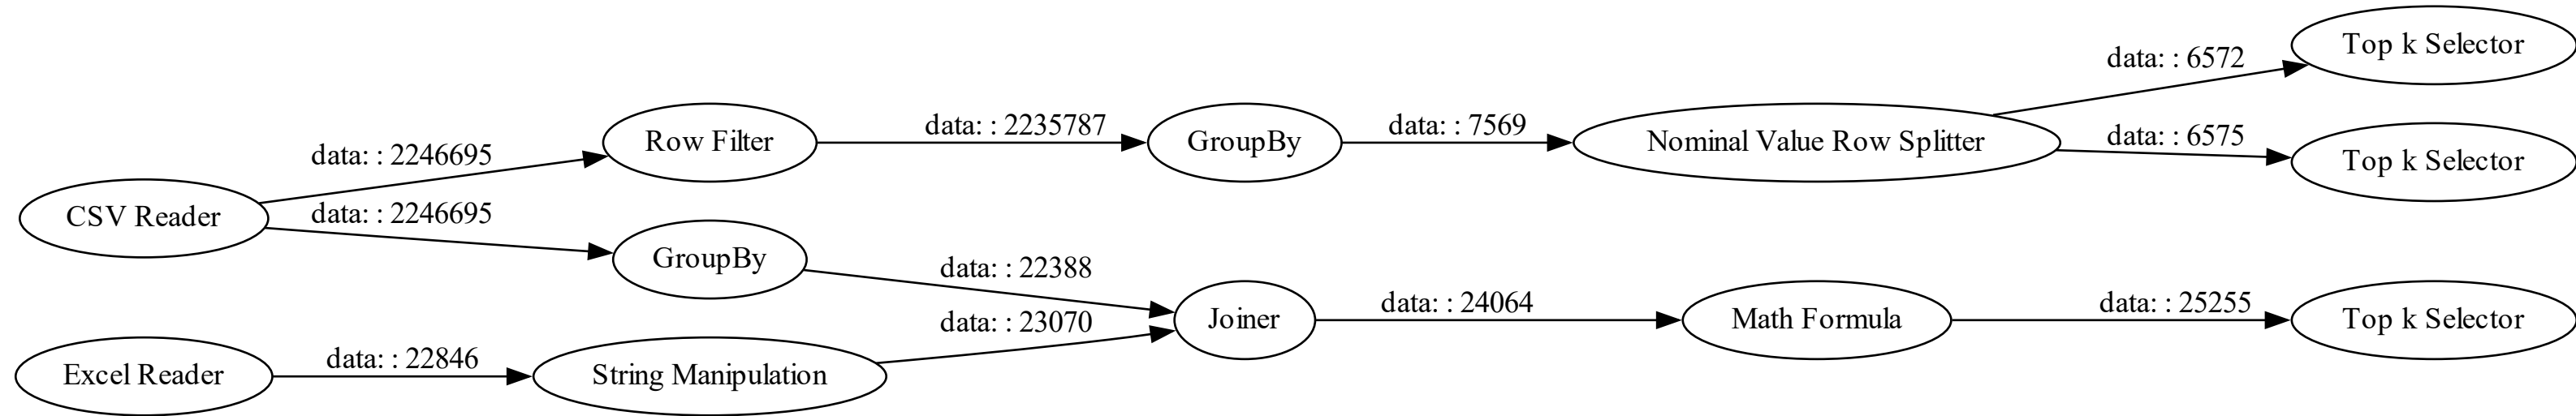 Top k Selector
data: : 6572
Row Filter
data: : 2235787
GroupBy
data: : 7569
Nominal Value Row Splitter
data: : 6575
Top k Selector
data: : 2246695
CSV Reader
data: : 2246695
GroupBy
data: : 22388
Joiner
data: : 24064
Math Formula
data: : 25255
Top k Selector
data: : 23070
Excel Reader
data: : 22846
String Manipulation